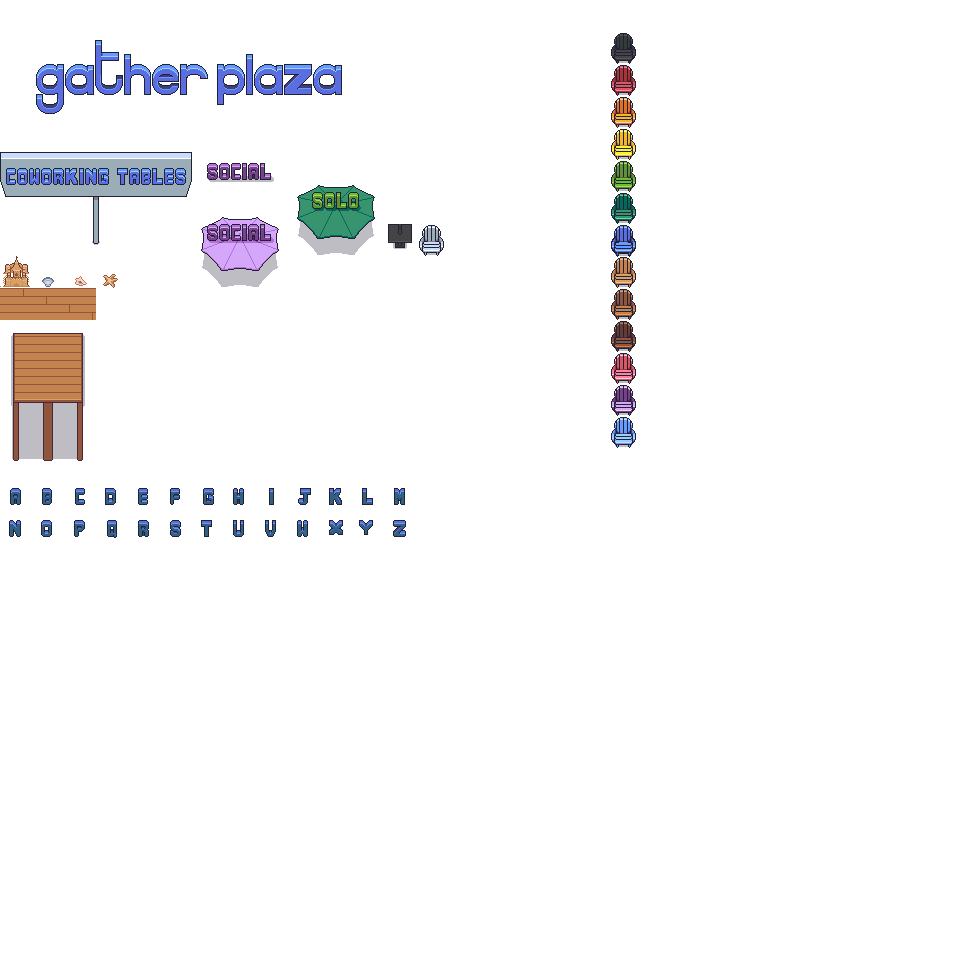 gather plaza
COWORKING TABLES
SOCIAL
SOLO
SOCIAL
A B C D E F G H I J K L M
N O P Q R S T U V W X Y Z